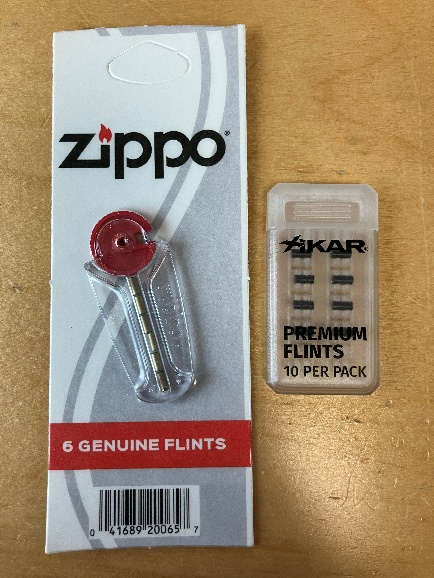 zippo®
6 GENUINE FLINTS
0 41689 20065 7
XIKAR®
PREMIUM
FLINTS
10 PER PACK